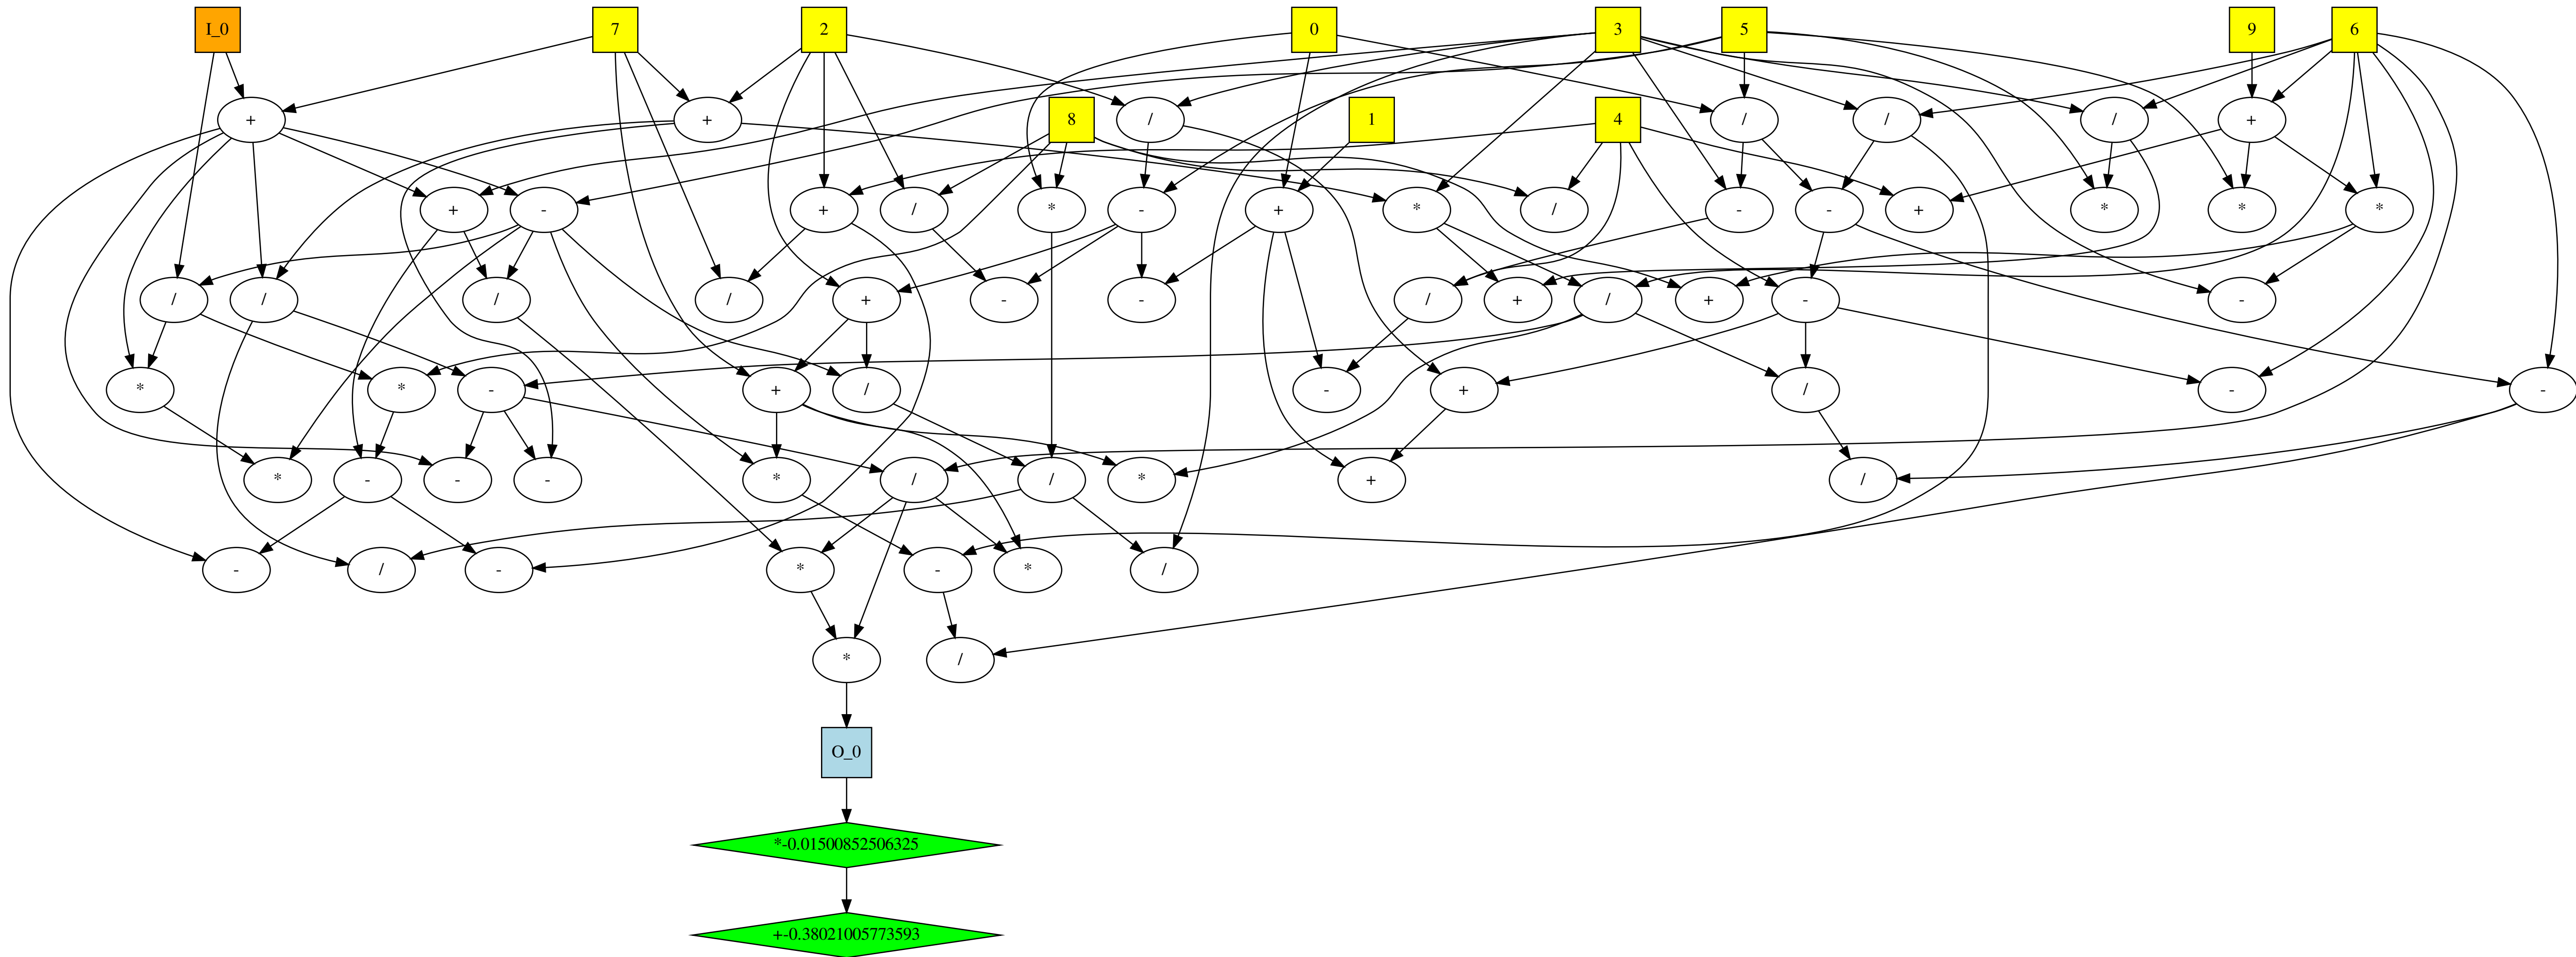 I_0 7 2 0 3 5 9 6
+ + 8 / 1 4 / / / +
+ - + / * - + * / - - + * * *
/ / / / + - - / + / + - -
* * - + / - + / - -
* - - - * / / * + /
- / - * - * /
* /
O_0
*-0.01500852506325
+-0.38021005773593